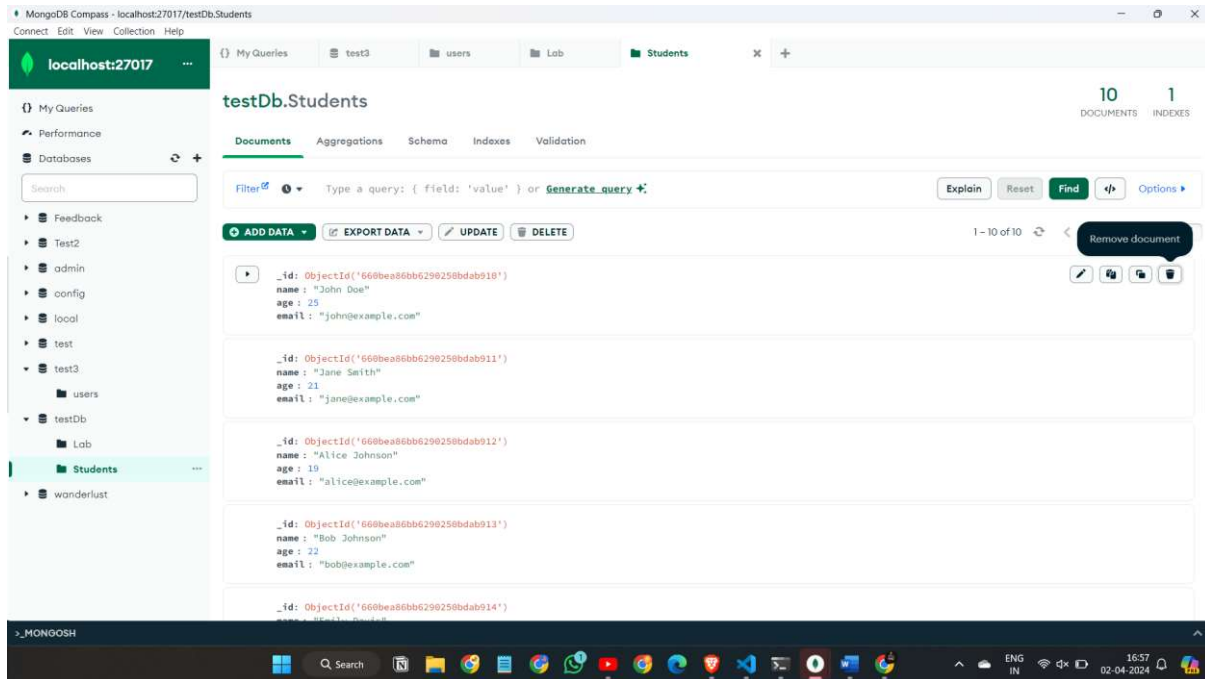 MongoDB Compass - localhost:27017/testDb.Students
Connect Edit View Collection Help
localhost:27017 ...
{} My Queries
Performance
Databases
Search
Feedback
Test2
admin
config
local
test
test3
users
testDb
Lab
Students ...
wanderlust
{} My Queries test3 users Lab Students
testDb.Students
10 DOCUMENTS 1 INDEXES
Documents Aggregations Schema Indexes Validation
Filter Type a query: { field: 'value' } or Generate query Explain Reset Find </> Options
ADD DATA EXPORT DATA UPDATE DELETE 1 – 10 of 10
Remove document
_id: ObjectId('660bea86bb6290250bdab910')
name : "John Doe"
age : 25
email : "john@example.com"
_id: ObjectId('660bea86bb6290250bdab911')
name : "Jane Smith"
age : 21
email : "jane@example.com"
_id: ObjectId('660bea86bb6290250bdab912')
name : "Alice Johnson"
age : 19
email : "alice@example.com"
_id: ObjectId('660bea86bb6290250bdab913')
name : "Bob Johnson"
age : 22
email : "bob@example.com"
_id: ObjectId('660bea86bb6290250bdab914')
>_MONGOSH
Search
ENG IN
16:57
02-04-2024